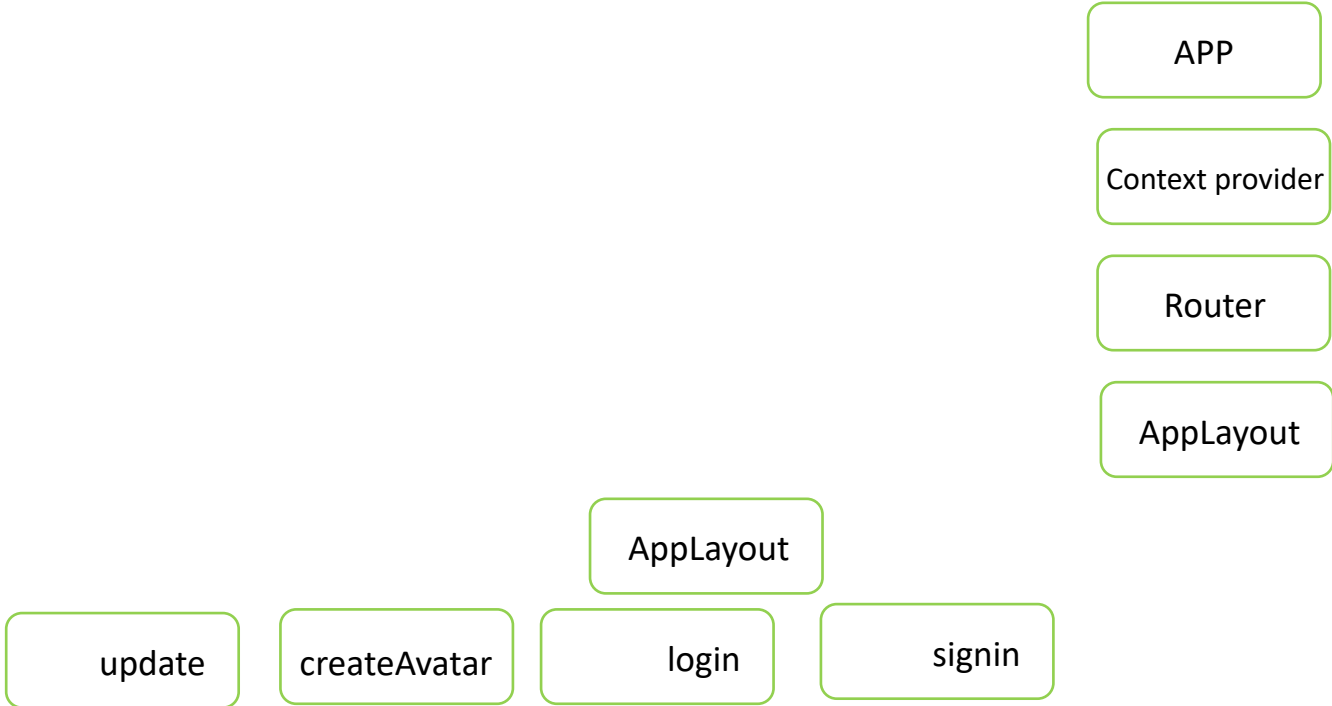 APP
Context provider
Router
AppLayout
AppLayout
update
createAvatar
login
signin